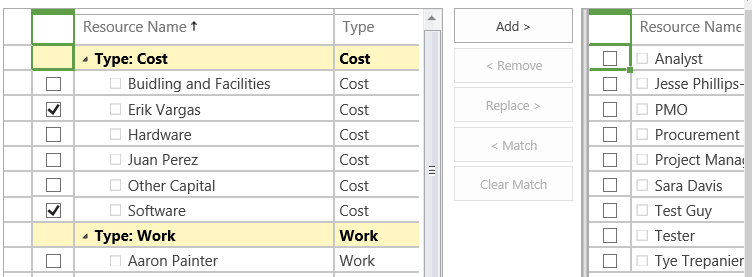 Resource Name ↑ Type
Type: Cost Cost
Buidling and Facilities Cost
Erik Vargas Cost
Hardware Cost
Juan Perez Cost
Other Capital Cost
Software Cost
Type: Work Work
Aaron Painter Work
Add >
< Remove
Replace >
< Match
Clear Match
Resource Name
Analyst
Jesse Phillips-
PMO
Procurement
Project Mana
Sara Davis
Test Guy
Tester
Tye Trepanier